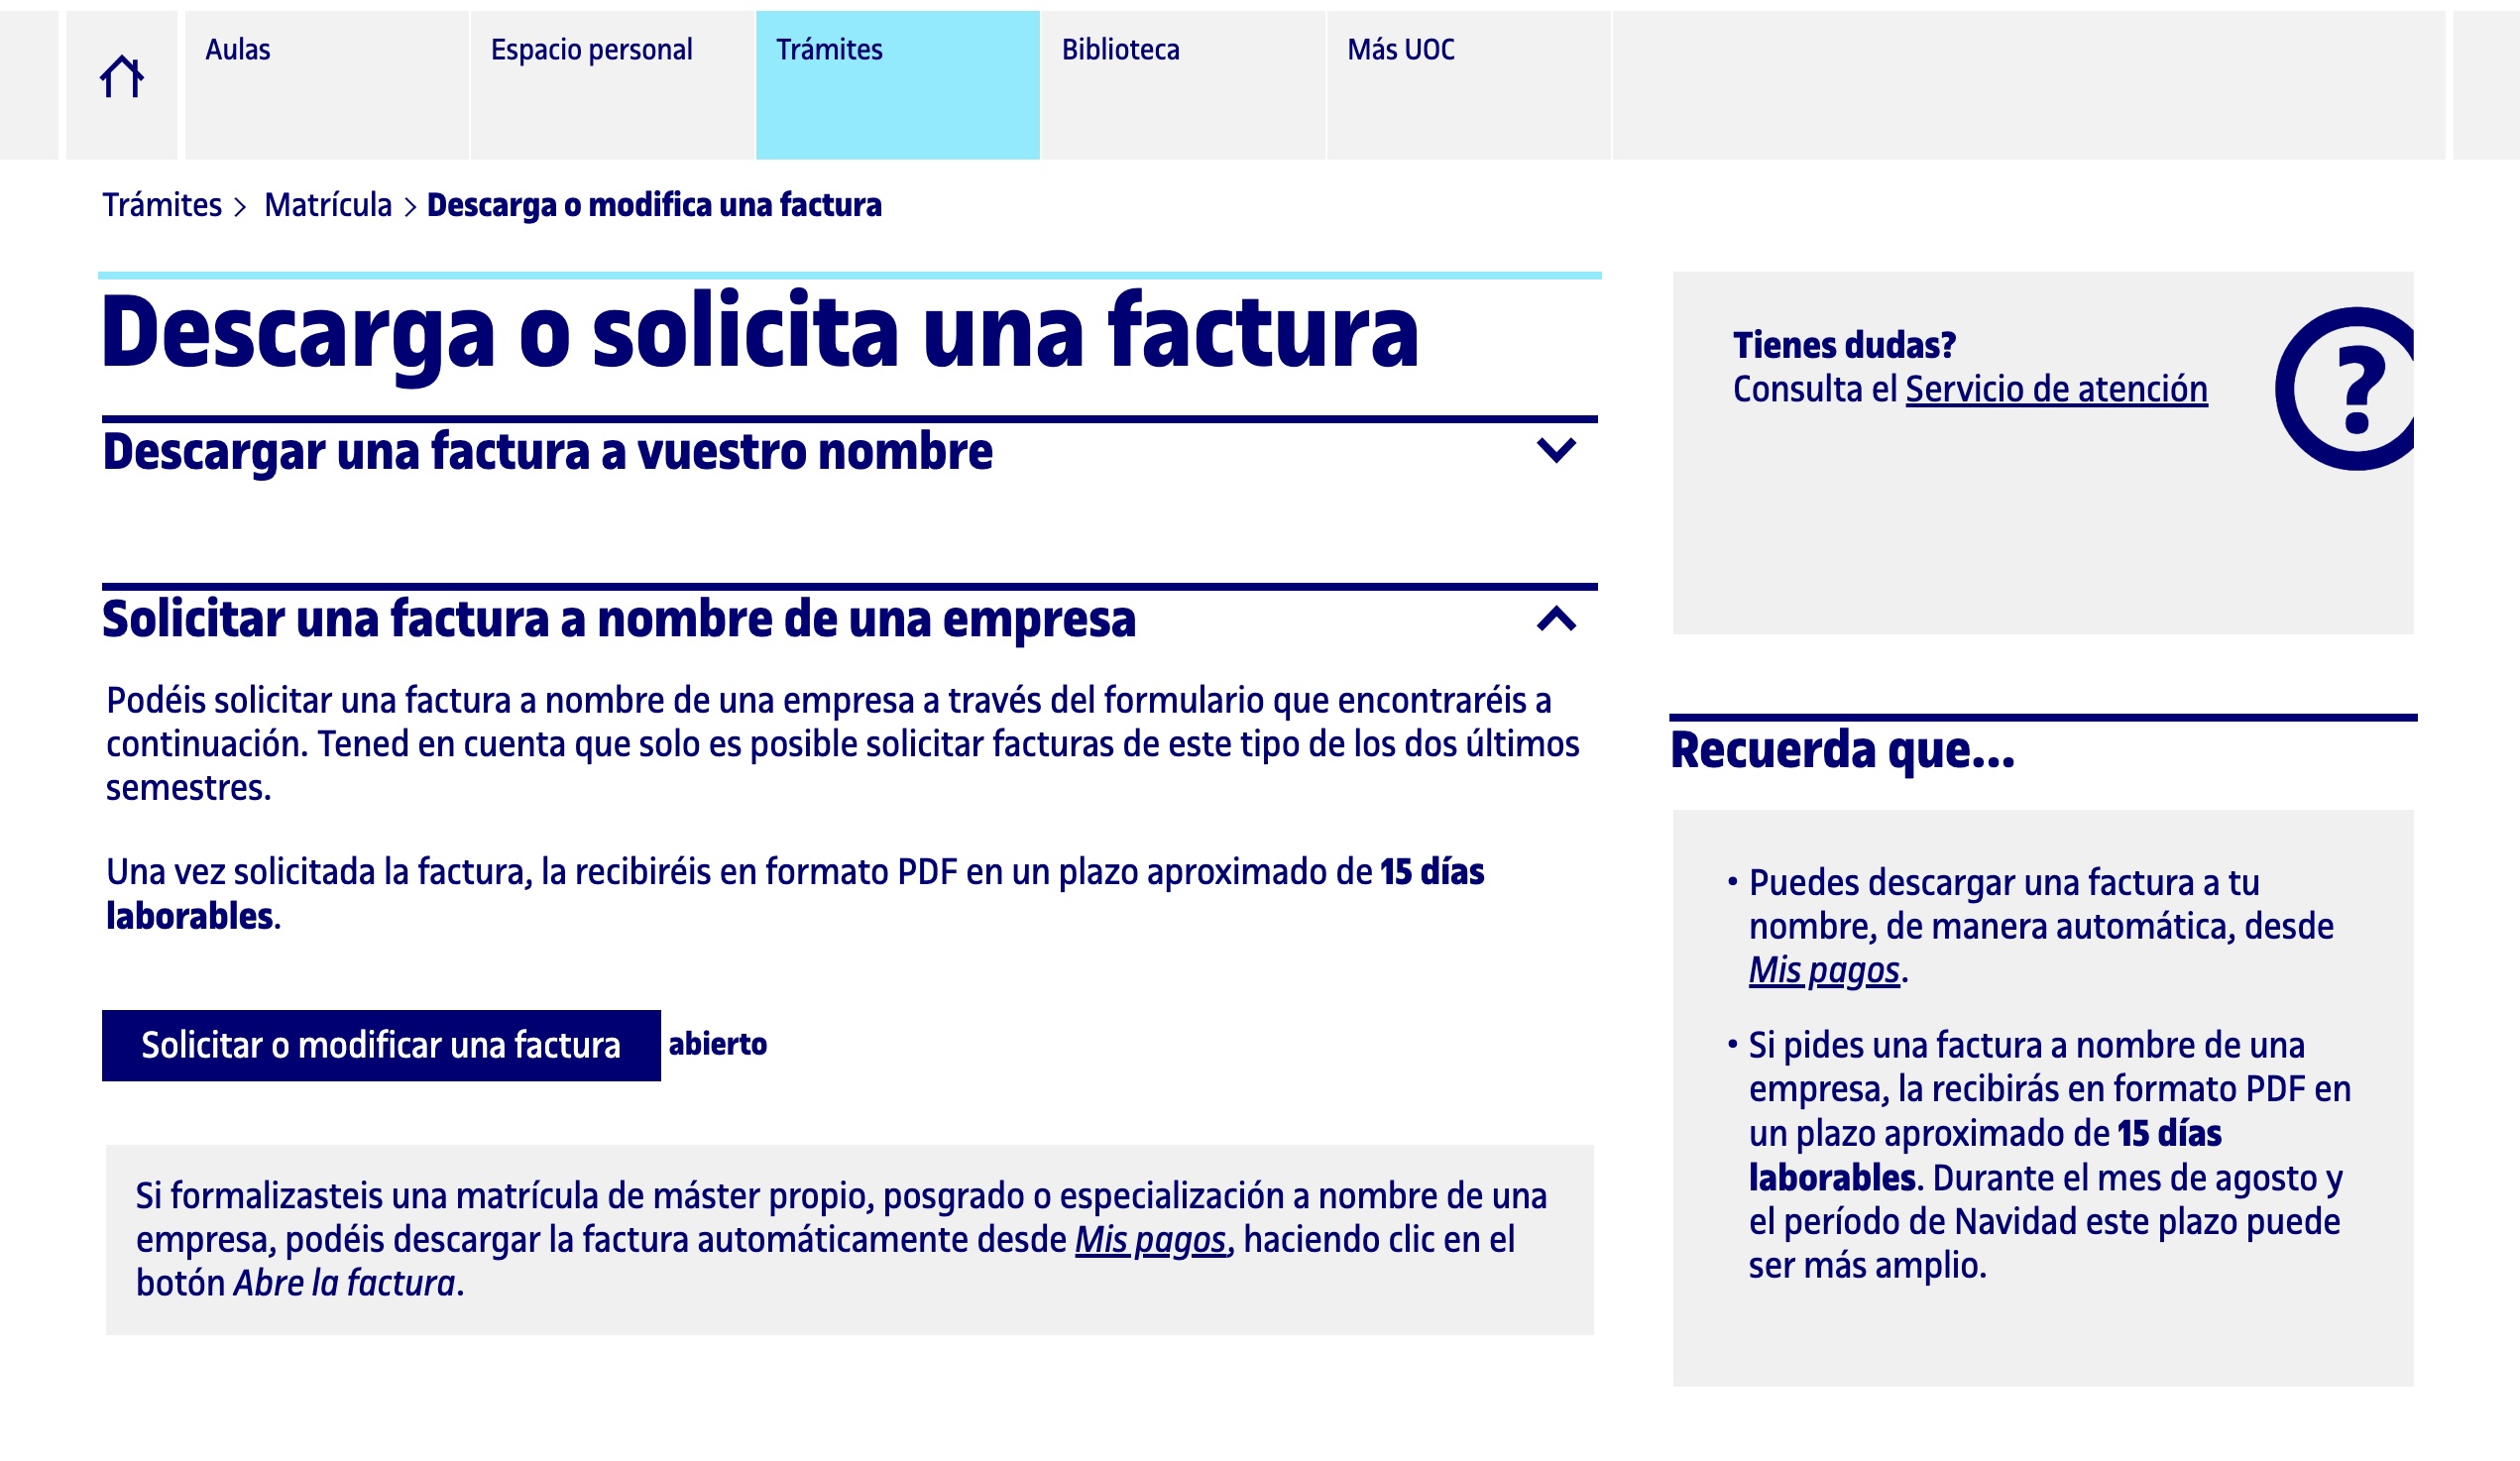 Aulas
Espacio personal
Trámites
Biblioteca
Más UOC
Trámites > Matrícula > Descarga o modifica una factura
Descarga o solicita una factura
Descargar una factura a vuestro nombre
Solicitar una factura a nombre de una empresa
Podéis solicitar una factura a nombre de una empresa a través del formulario que encontraréis a
continuación. Tened en cuenta que solo es posible solicitar facturas de este tipo de los dos últimos
semestres.
Una vez solicitada la factura, la recibiréis en formato PDF en un plazo aproximado de 15 días
laborables.
Solicitar o modificar una factura abierto
Si formalizasteis una matrícula de máster propio, posgrado o especialización a nombre de una
empresa, podéis descargar la factura automáticamente desde Mis pagos, haciendo clic en el
botón Abre la factura.
Tienes dudas?
Consulta el Servicio de atención
?
Recuerda que...
• Puedes descargar una factura a tu
nombre, de manera automática, desde
Mis pagos.
• Si pides una factura a nombre de una
empresa, la recibirás en formato PDF en
un plazo aproximado de 15 días
laborables. Durante el mes de agosto y
el período de Navidad este plazo puede
ser más amplio.